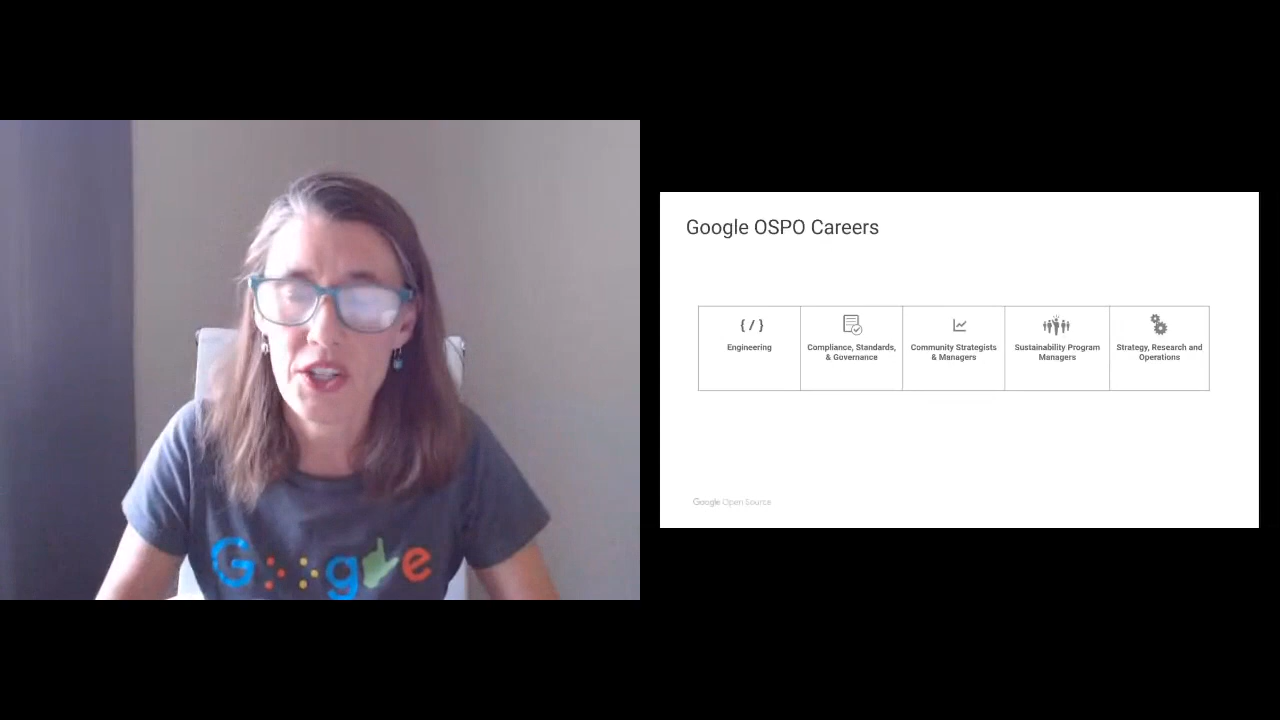 Google
Google OSPO Careers
{ / }
Engineering
Compliance, Standards,
& Governance
Community Strategists
& Managers
Sustainability Program
Managers
Strategy, Research and
Operations
Google Open Source